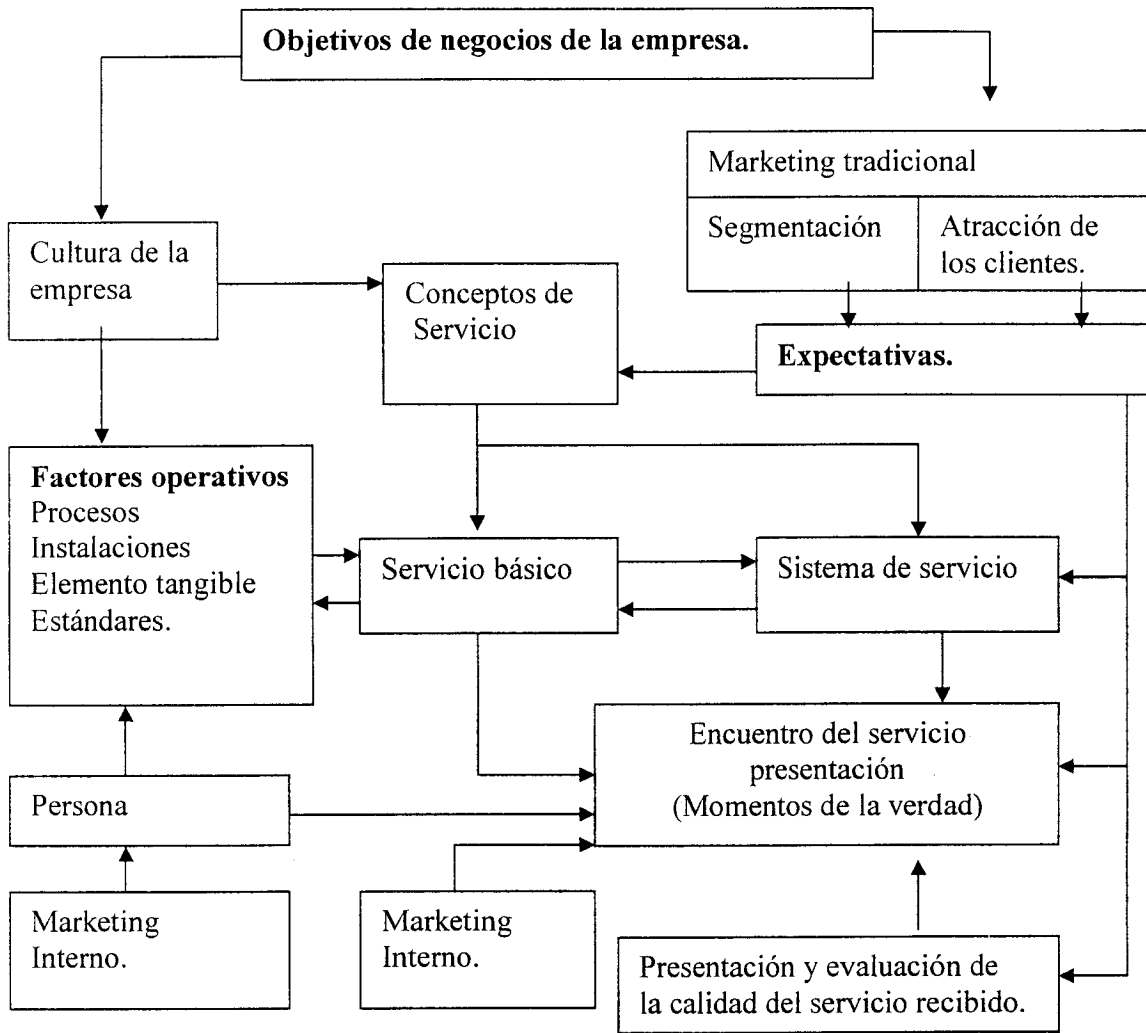 Objetivos de negocios de la empresa.
Marketing tradicional
Segmentación
Atracción de
los clientes.
Cultura de la
empresa
Conceptos de
Servicio
Expectativas.
Factores operativos
Procesos
Instalaciones
Elemento tangible
Estándares.
Servicio básico
Sistema de servicio
Encuentro del servicio
presentación
(Momentos de la verdad)
Persona
Marketing
Interno.
Marketing
Interno.
Presentación y evaluación de
la calidad del servicio recibido.